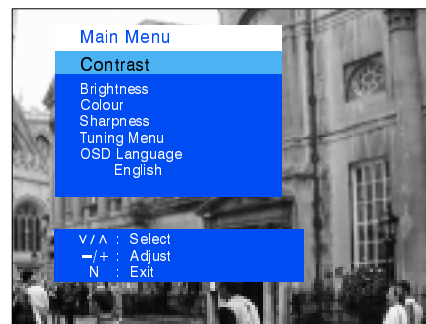 Main Menu
Contrast
Brightness
Colour
Sharpness
Tuning Menu
OSD Language
English
∨/∧ : Select
−/+ : Adjust
N : Exit